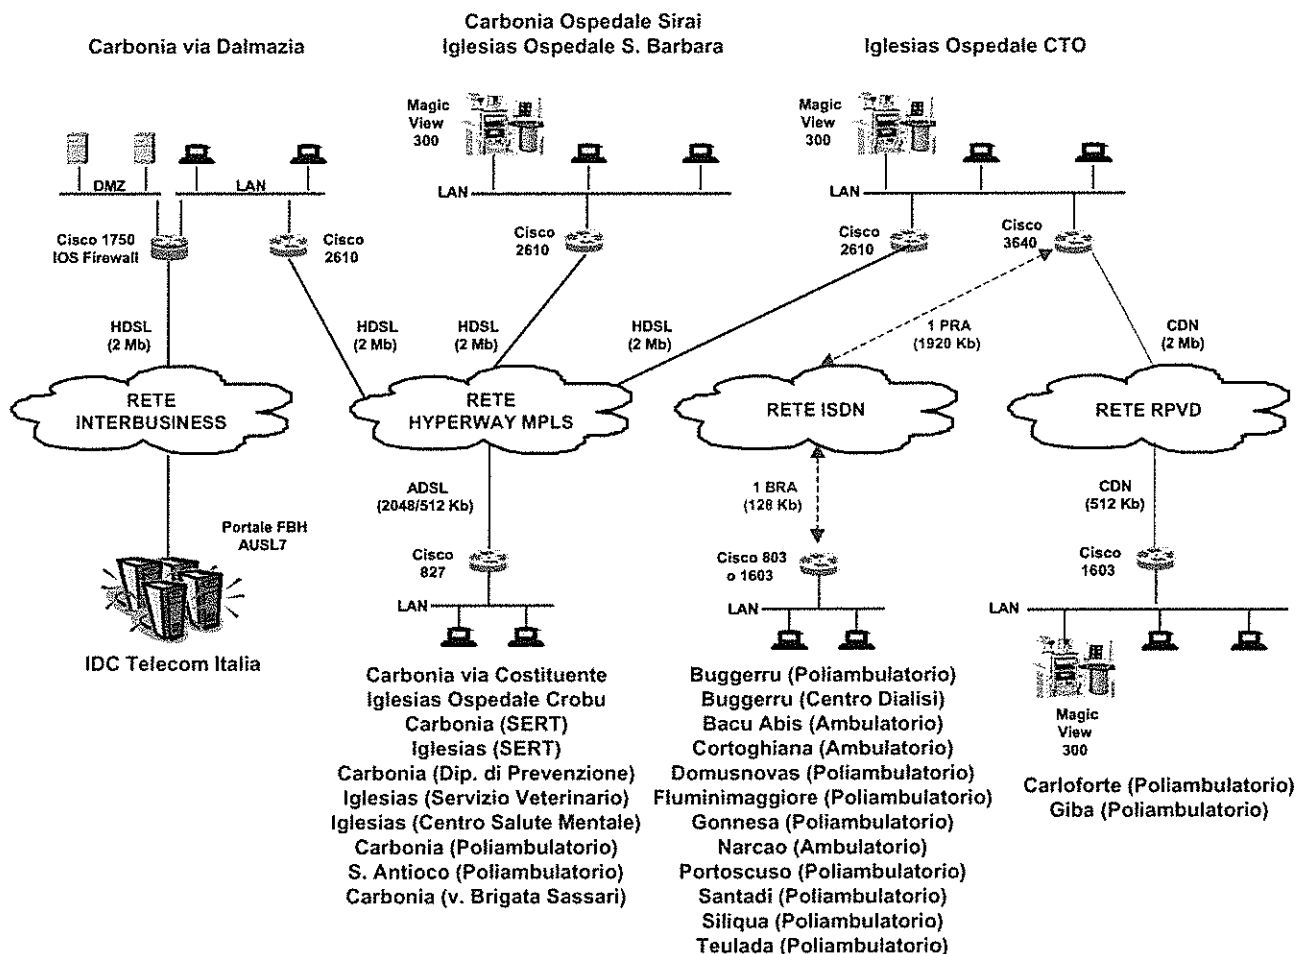 Carbonia via Dalmazia
Carbonia Ospedale Sirai
Iglesias Ospedale S. Barbara
Iglesias Ospedale CTO
Magic
View
300
Magic
View
300
DMZ
LAN
LAN
LAN
Cisco 1750
IOS Firewall
Cisco
2610
Cisco
2610
Cisco
2610
Cisco
3640
HDSL
(2 Mb)
HDSL
(2 Mb)
HDSL
(2 Mb)
HDSL
(2 Mb)
1 PRA
(1920 Kb)
CDN
(2 Mb)
RETE
INTERBUSINESS
RETE
HYPERWAY MPLS
RETE ISDN
RETE RPVD
ADSL
(2048/512 Kb)
1 BRA
(128 Kb)
CDN
(512 Kb)
Portale FBH
AUSL7
Cisco
827
Cisco 803
o 1603
Cisco
1603
LAN
LAN
LAN
IDC Telecom Italia
Carbonia via Costituente
Iglesias Ospedale Crobu
Carbonia (SERT)
Iglesias (SERT)
Carbonia (Dip. di Prevenzione)
Iglesias (Servizio Veterinario)
Iglesias (Centro Salute Mentale)
Carbonia (Poliambulatorio)
S. Antioco (Poliambulatorio)
Carbonia (v. Brigata Sassari)
Buggerru (Poliambulatorio)
Buggerru (Centro Dialisi)
Bacu Abis (Ambulatorio)
Cortoghiana (Ambulatorio)
Domusnovas (Poliambulatorio)
Fluminimaggiore (Poliambulatorio)
Gonnesa (Poliambulatorio)
Narcao (Ambulatorio)
Portoscuso (Poliambulatorio)
Santadi (Poliambulatorio)
Siliqua (Poliambulatorio)
Teulada (Poliambulatorio)
Magic
View
300
Carloforte (Poliambulatorio)
Giba (Poliambulatorio)